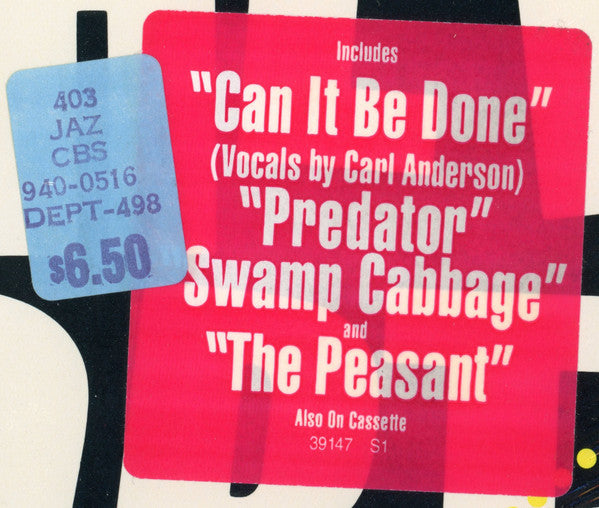 403
JAZ
CBS
940-0516
DEPT-498
$6.50
Includes
"Can It Be Done"
(Vocals by Carl Anderson)
"Predator"
Swamp Cabbage"
and
"The Peasant"
Also On Cassette
39147 S1